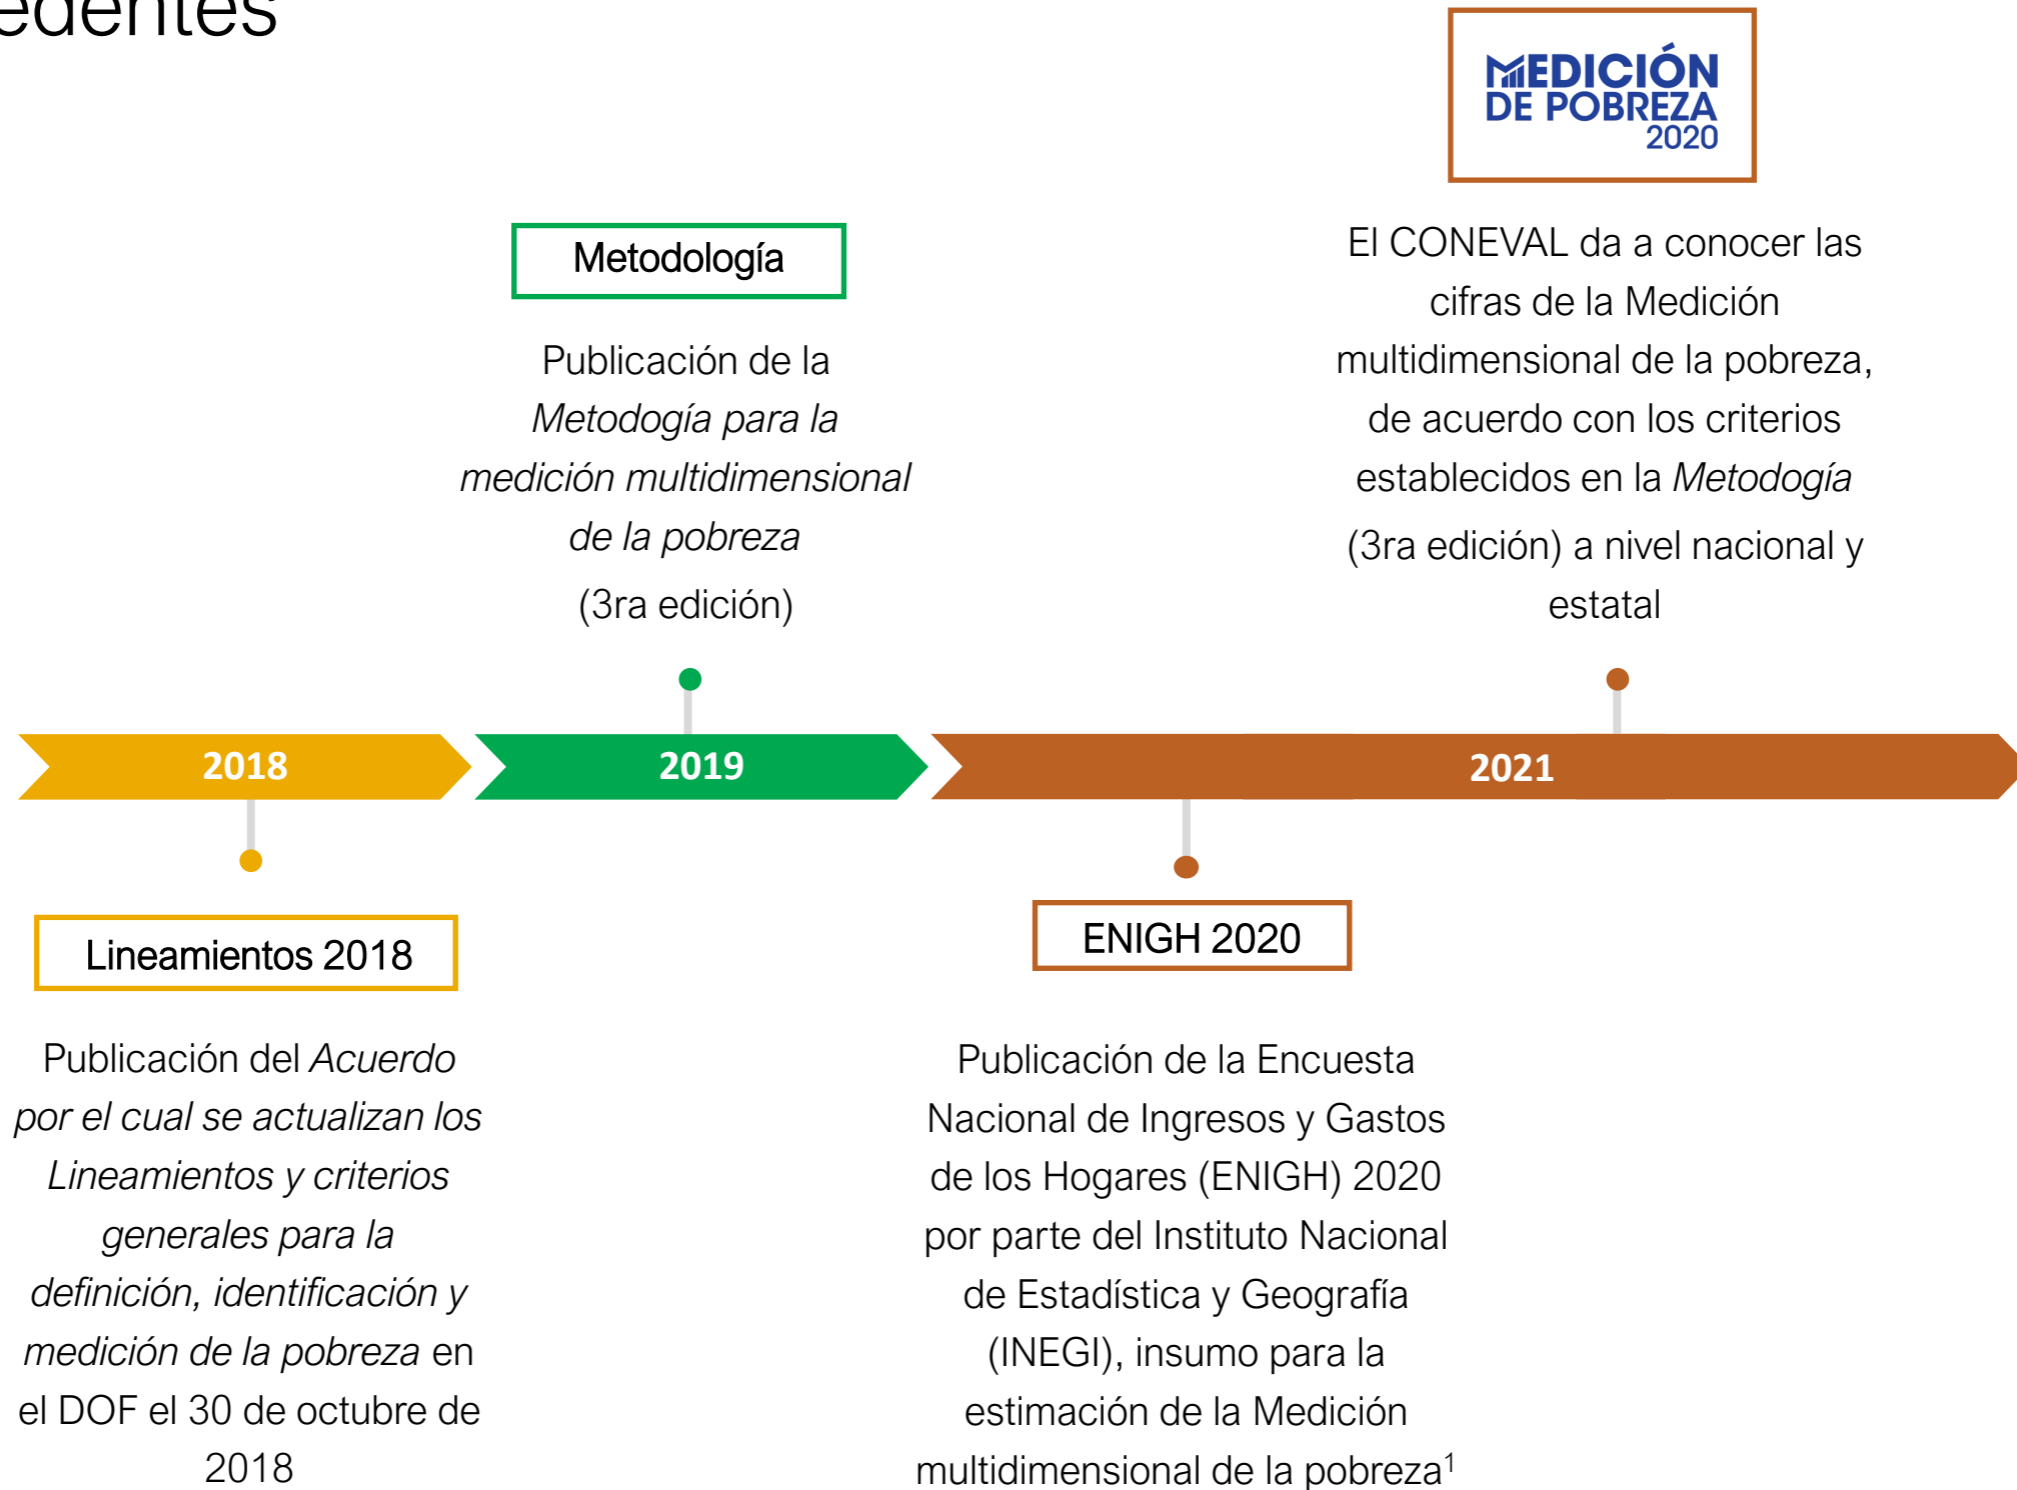 edentes
MEDICIÓN
DE POBREZA
2020
Metodología
Publicación de la
Metodogía para la
medición multidimensional
de la pobreza
(3ra edición)
El CONEVAL da a conocer las
cifras de la Medición
multidimensional de la pobreza,
de acuerdo con los criterios
establecidos en la Metodogía
(3ra edición) a nivel nacional y
estatal
2018
2019
2021
Lineamientos 2018
Publicación del Acuerdo
por el cual se actualizan los
Lineamientos y criterios
generales para la
definición, identificación y
medición de la pobreza en
el DOF el 30 de octubre de
2018
ENIGH 2020
Publicación de la Encuesta
Nacional de Ingresos y Gastos
de los Hogares (ENIGH) 2020
por parte del Instituto Nacional
de Estadística y Geografía
(INEGI), insumo para la
estimación de la Medición
multidimensional de la pobreza¹